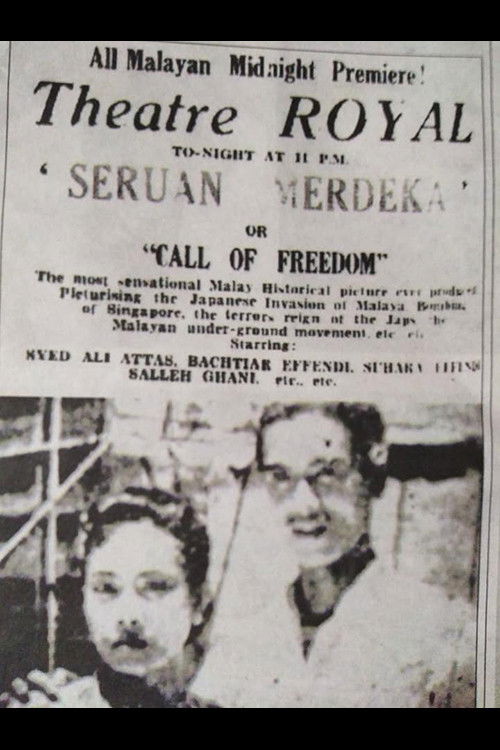 All Malayan Midnight Premiere!
Theatre ROYAL
TO-NIGHT AT 11 P.M.
'SERUAN MERDEKA'
OR
"CALL OF FREEDOM"
The most sensational Malay Historical picture ever
Picturising the Japanese Invasion of Malaya
of Singapore, the terrors reign of the Japs the
Malayan under-ground movement, etc
Starring:
SYED ALI ATTAS, BACHTIAR EFFENDI,
SALLEH GHANI, etc., etc.